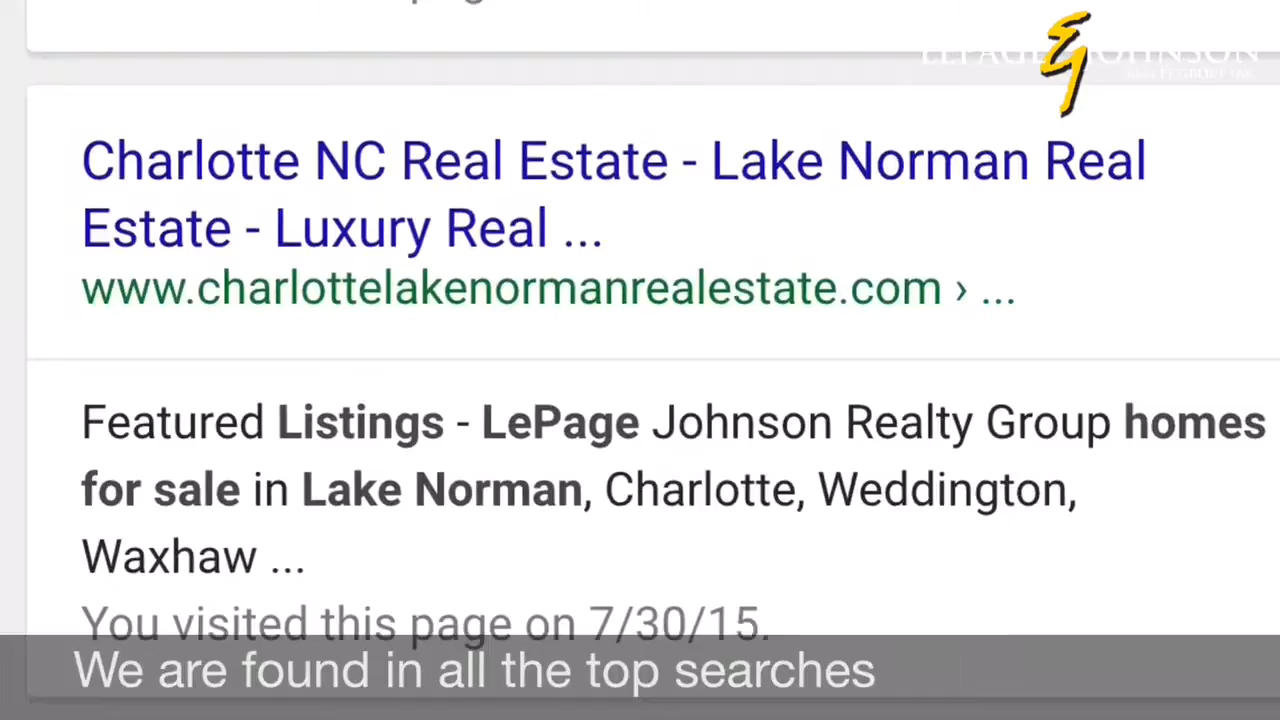 LEPAGE JOHNSON
Charlotte NC Real Estate - Lake Norman Real
Estate - Luxury Real ...
www.charlottelakenormanrealestate.com › ...
Featured Listings - LePage Johnson Realty Group homes
for sale in Lake Norman, Charlotte, Weddington,
Waxhaw ...
You visited this page on 7/30/15.
We are found in all the top searches